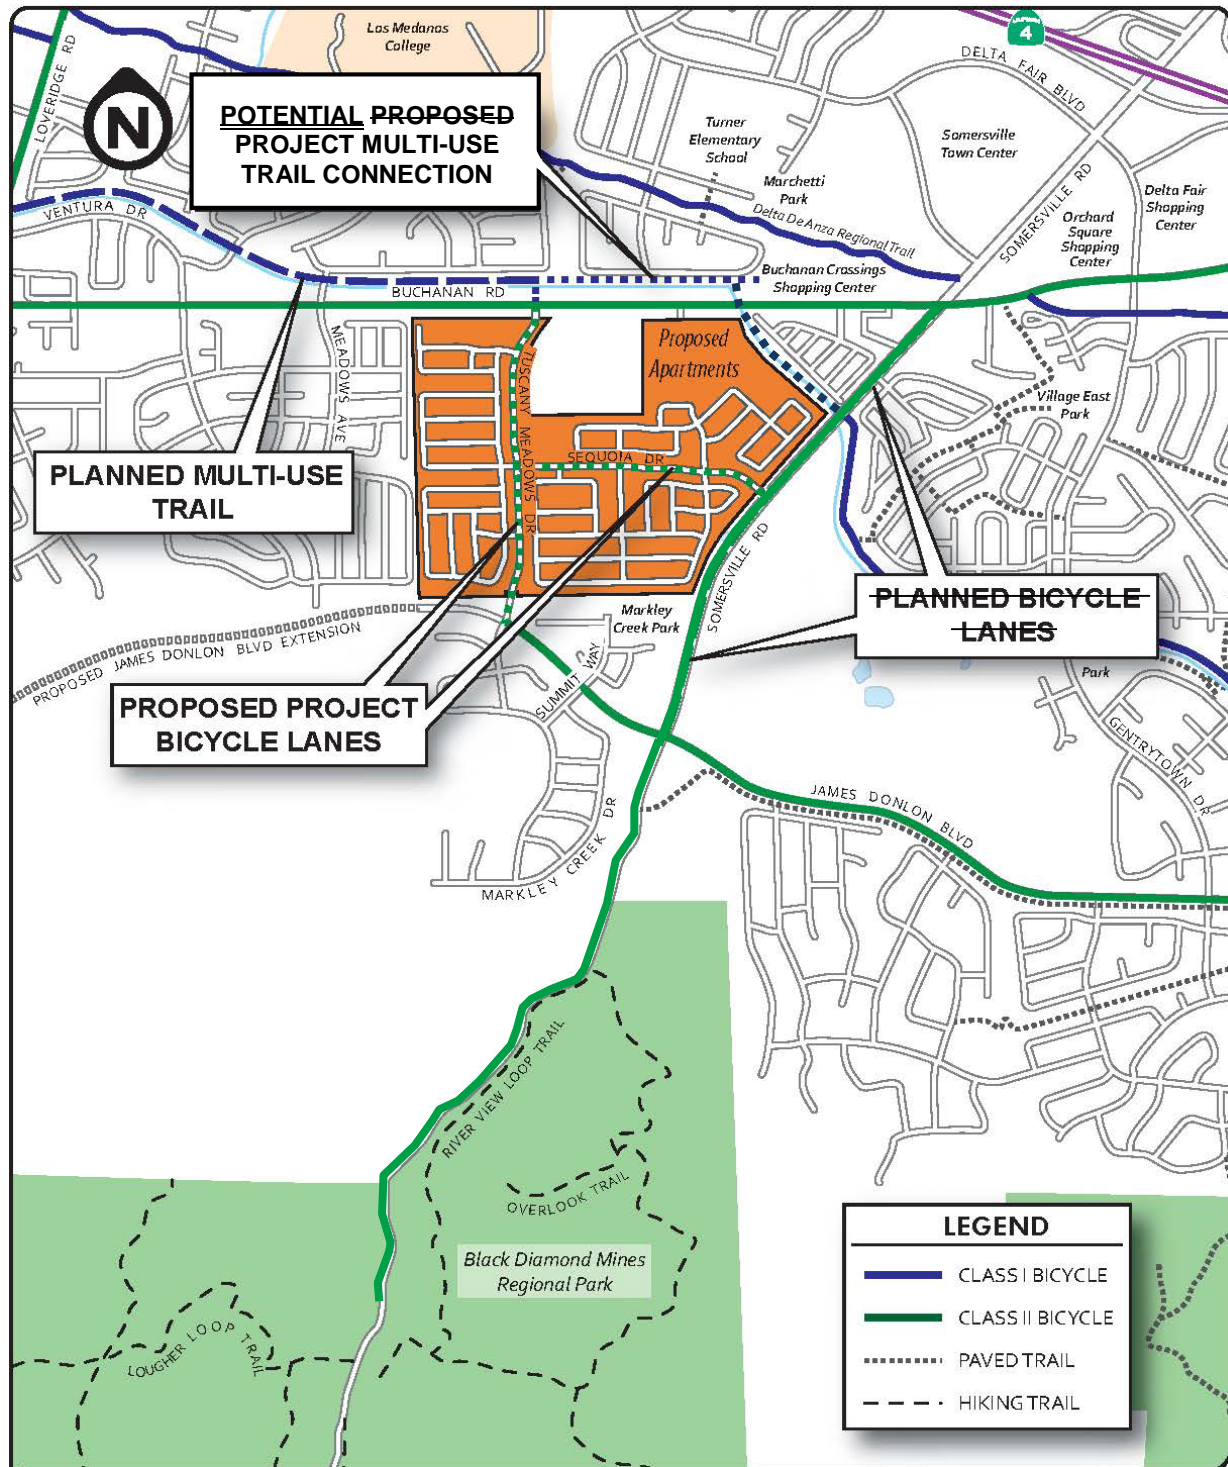 Los Medanos
College
CALIFORNIA
4
LOVERIDGE RD
DELTA FAIR BLVD
N
POTENTIAL PROPOSED
PROJECT MULTI-USE
TRAIL CONNECTION
Turner
Elementary
School
Somersville
Town Center
Marchetti
Park
Delta De Anza Regional Trail
SOMERSVILLE RD
Delta Fair
Shopping
Center
Orchard
Square
Shopping
Center
VENTURA DR
Buchanan Crossings
Shopping Center
BUCHANAN RD
MEADOWS AVE
TUSCANY MEADOWS DR
Proposed
Apartments
Village East
Park
SEQUOIA DR
PLANNED MULTI-USE
TRAIL
SOMERSVILLE RD
PLANNED BICYCLE
LANES
Markley
Creek Park
PROPOSED JAMES DONLON BLVD EXTENSION
SUMMIT WAY
Park
PROPOSED PROJECT
BICYCLE LANES
GENTRYTOWN DR
JAMES DONLON BLVD
MARKLEY CREEK DR
RIVER VIEW LOOP TRAIL
OVERLOOK TRAIL
Black Diamond Mines
Regional Park
LOUGHER LOOP TRAIL
LEGEND
CLASS I BICYCLE
CLASS II BICYCLE
PAVED TRAIL
HIKING TRAIL